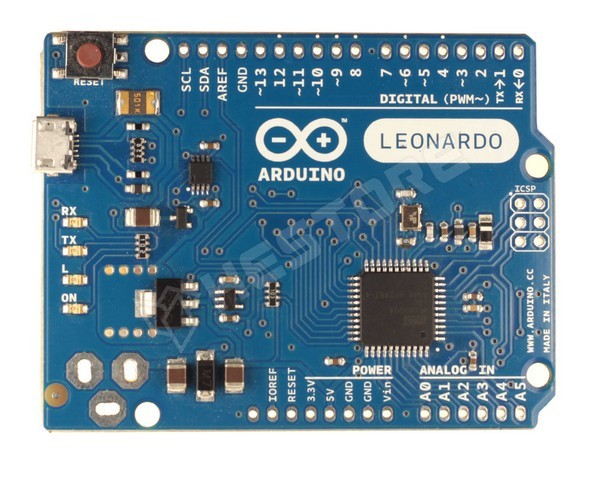 RESET
SCL
SDA
AREF
GND
~13
12
~11
~10
~9
8
7
~6
~5
4
~3
2
TX→1
RX←0
DIGITAL (PWM~)
501K
ARDUINO
LEONARDO
ICSP
RX
TX
L
ON
VESTORE
WWW.ARDUINO.CC
MADE IN ITALY
POWER
ANALOG IN
IOREF
RESET
3.3V
5V
GND
GND
Vin
A0
A1
A2
A3
A4
A5